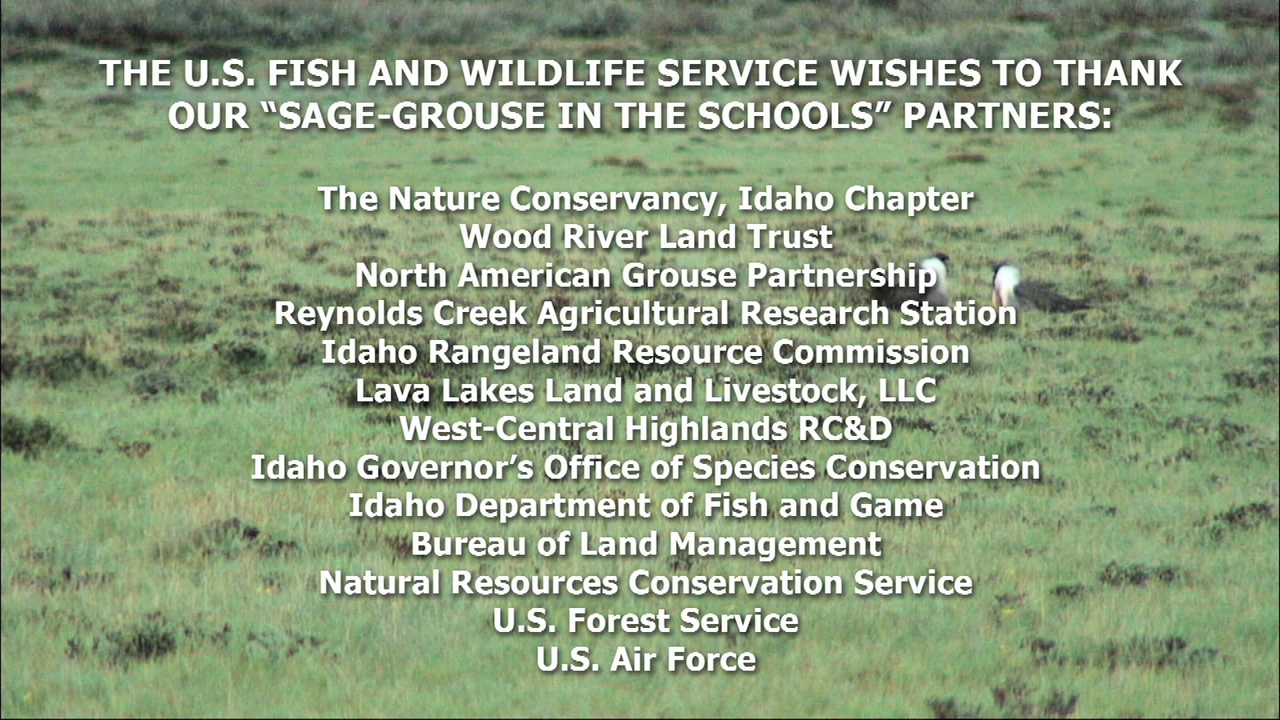 THE U.S. FISH AND WILDLIFE SERVICE WISHES TO THANK
OUR “SAGE-GROUSE IN THE SCHOOLS” PARTNERS:
The Nature Conservancy, Idaho Chapter
Wood River Land Trust
North American Grouse Partnership
Reynolds Creek Agricultural Research Station
Idaho Rangeland Resource Commission
Lava Lakes Land and Livestock, LLC
West-Central Highlands RC&D
Idaho Governor’s Office of Species Conservation
Idaho Department of Fish and Game
Bureau of Land Management
Natural Resources Conservation Service
U.S. Forest Service
U.S. Air Force